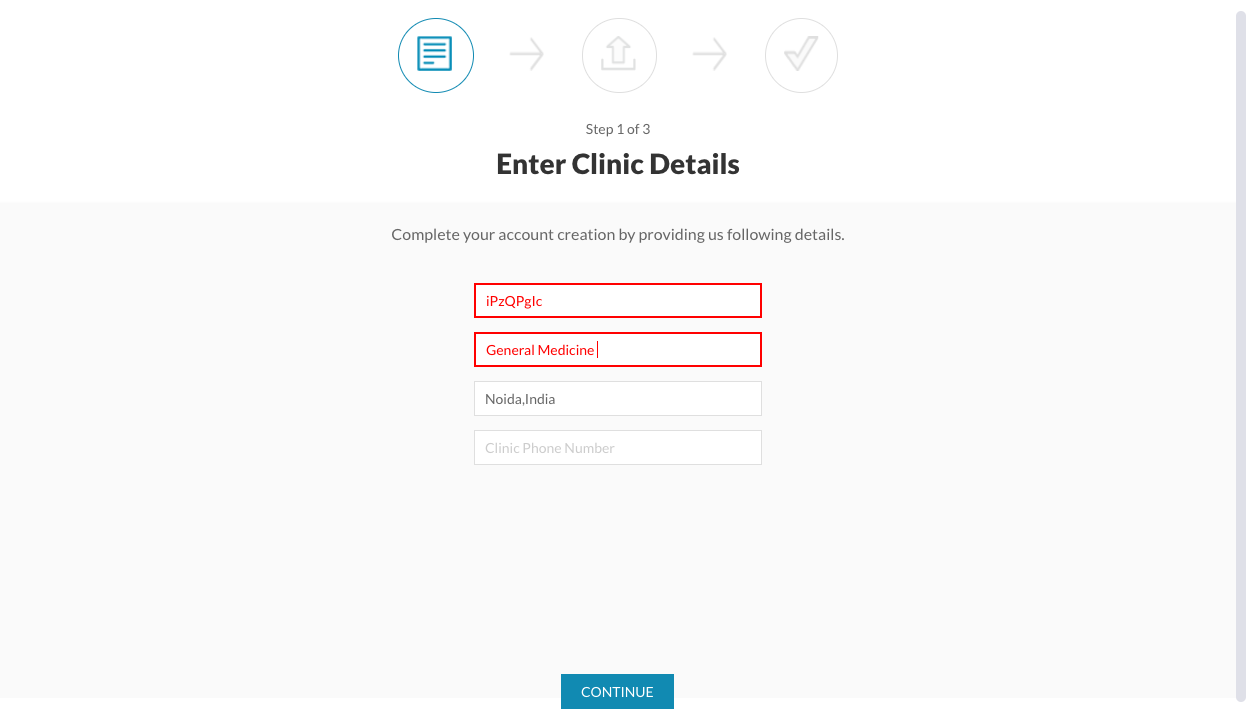 Step 1 of 3
Enter Clinic Details
Complete your account creation by providing us following details.
iPzQPgIc
General Medicine
Noida,India
Clinic Phone Number
CONTINUE